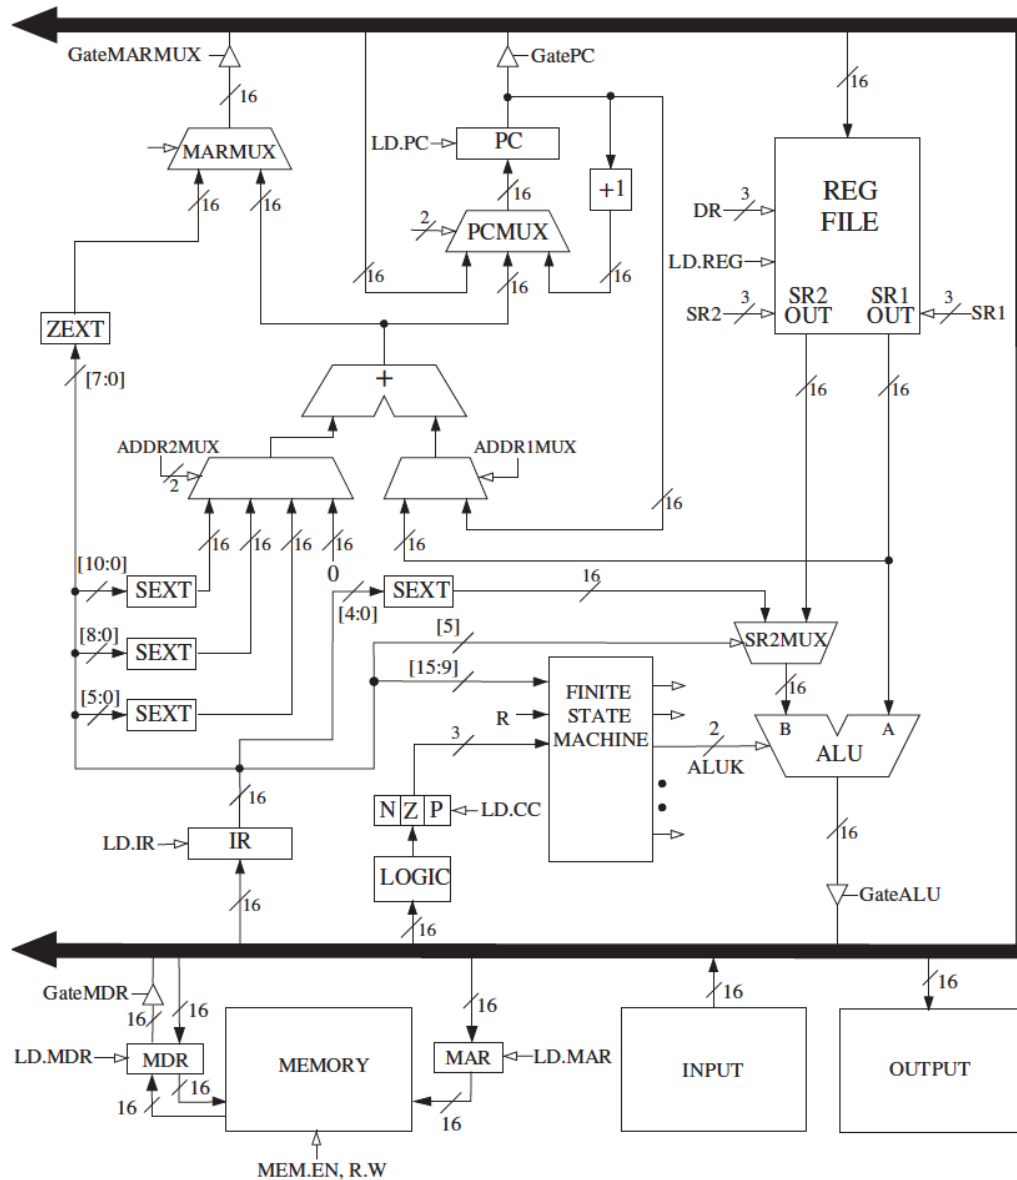 GateMARMUX
GatePC
16
16
MARMUX
LD.PC
PC
+1
REG
FILE
16
16
16
2
PCMUX
DR
3
LD.REG
16
16
16
SR2
3
SR2
OUT
SR1
OUT
3
SR1
ZEXT
[7:0]
+
16
16
ADDR2MUX
2
ADDR1MUX
16
16
16
16
16
16
0
[10:0]
SEXT
[4:0]
SEXT
16
[8:0]
SEXT
[5]
SR2MUX
[15:9]
16
[5:0]
SEXT
R
FINITE
STATE
MACHINE
3
2
ALUK
B
A
ALU
16
N Z P
LD.CC
LD.IR
IR
16
LOGIC
16
16
GateALU
GateMDR
16
16
16
16
16
LD.MDR
MDR
MEMORY
MAR
LD.MAR
INPUT
OUTPUT
16
16
16
MEM.EN, R.W